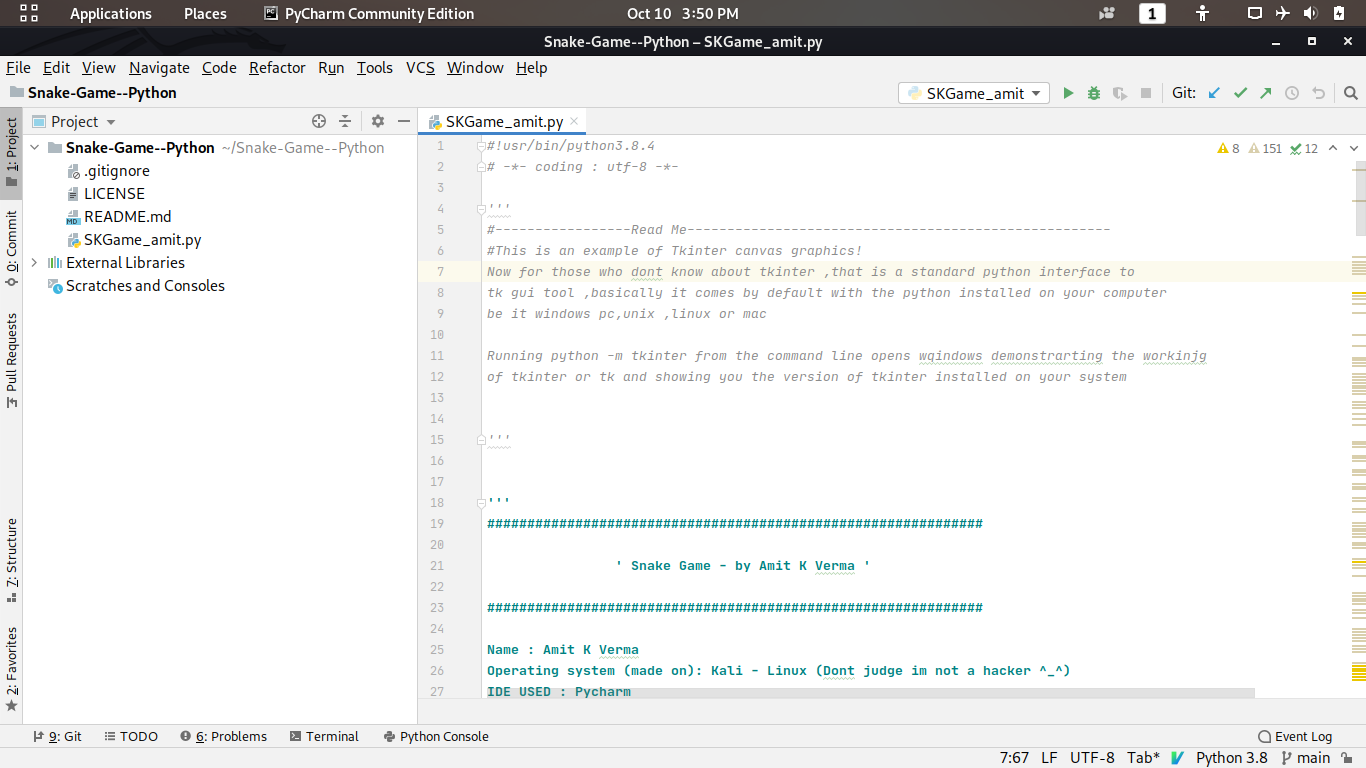 Applications Places PyCharm Community Edition Oct 10 3:50 PM 1
Snake-Game--Python – SKGame_amit.py
File Edit View Navigate Code Refactor Run Tools VCS Window Help
Snake-Game--Python SKGame_amit Git:
Project SKGame_amit.py
1: Project
0: Commit
Pull Requests
7: Structure
2: Favorites
Snake-Game--Python ~/Snake-Game--Python
.gitignore
LICENSE
README.md
SKGame_amit.py
External Libraries
Scratches and Consoles
8 151 12
1 #!usr/bin/python3.8.4
2 # -*- coding : utf-8 -*-
3
4 '''
5 #-----------------Read Me-----------------------------------------------------
6 #This is an example of Tkinter canvas graphics!
7 Now for those who dont know about tkinter ,that is a standard python interface to
8 tk gui tool ,basically it comes by default with the python installed on your computer
9 be it windows pc,unix ,linux or mac
10
11 Running python -m tkinter from the command line opens wqindows demonstrarting the workinjg
12 of tkinter or tk and showing you the version of tkinter installed on your system
13
14
15 '''
16
17
18 '''
19 ##############################################################
20
21 ' Snake Game - by Amit K Verma '
22
23 ##############################################################
24
25 Name : Amit K Verma
26 Operating system (made on): Kali - Linux (Dont judge im not a hacker ^_^)
27 IDE USED : Pycharm
9: Git TODO 6: Problems Terminal Python Console Event Log
7:67 LF UTF-8 Tab* Python 3.8 main